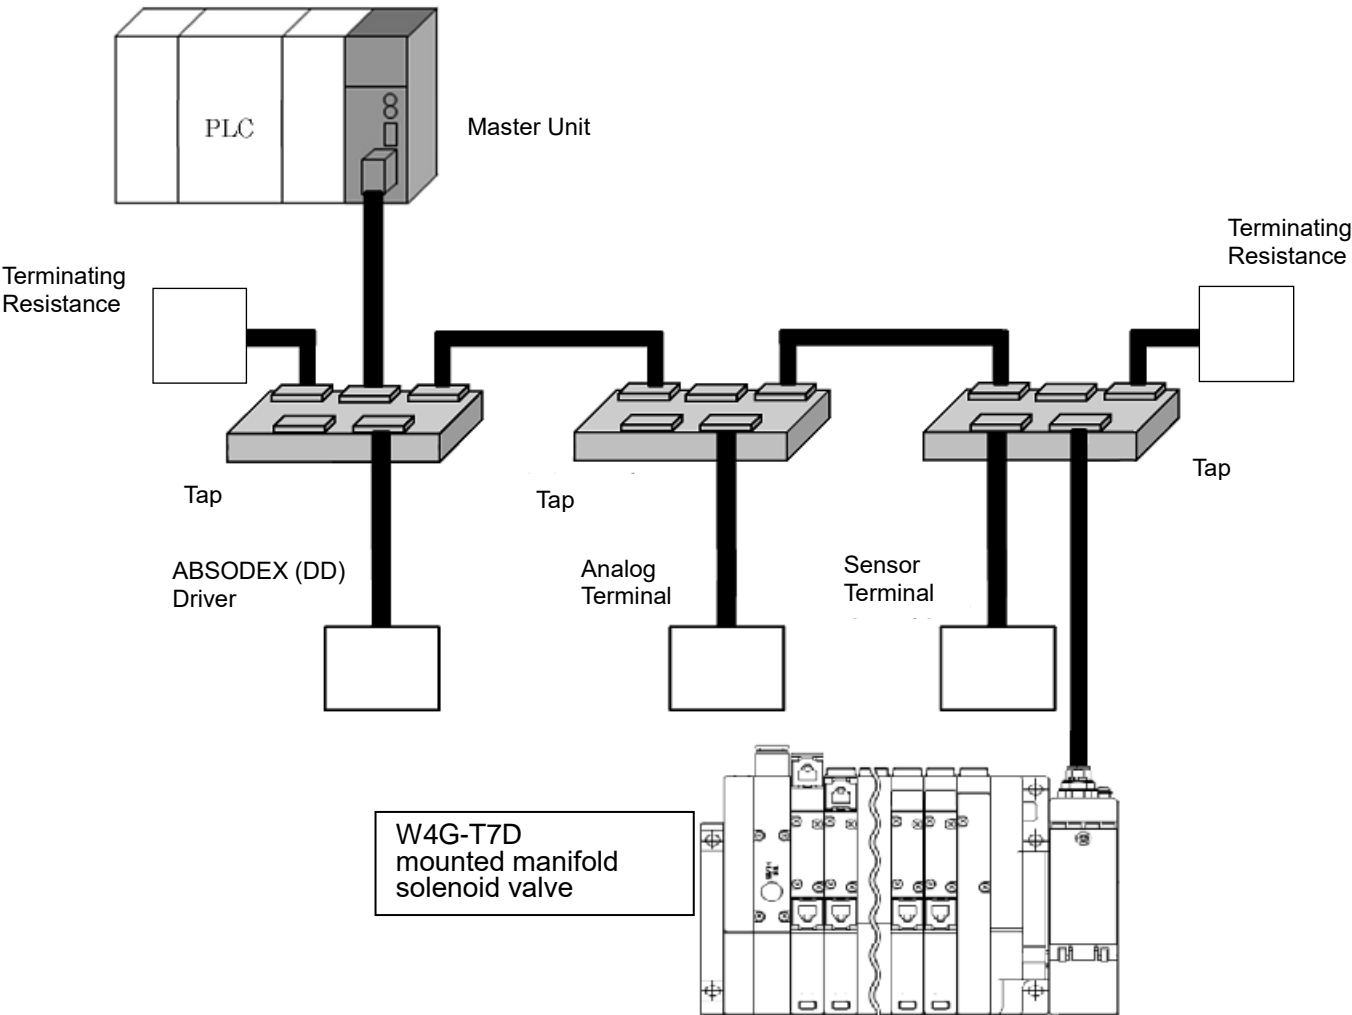 PLC
Master Unit
Terminating
Resistance
Terminating
Resistance
Tap
Tap
Tap
ABSODEX (DD)
Driver
Analog
Terminal
Sensor
Terminal
W4G-T7D
mounted manifold
solenoid valve